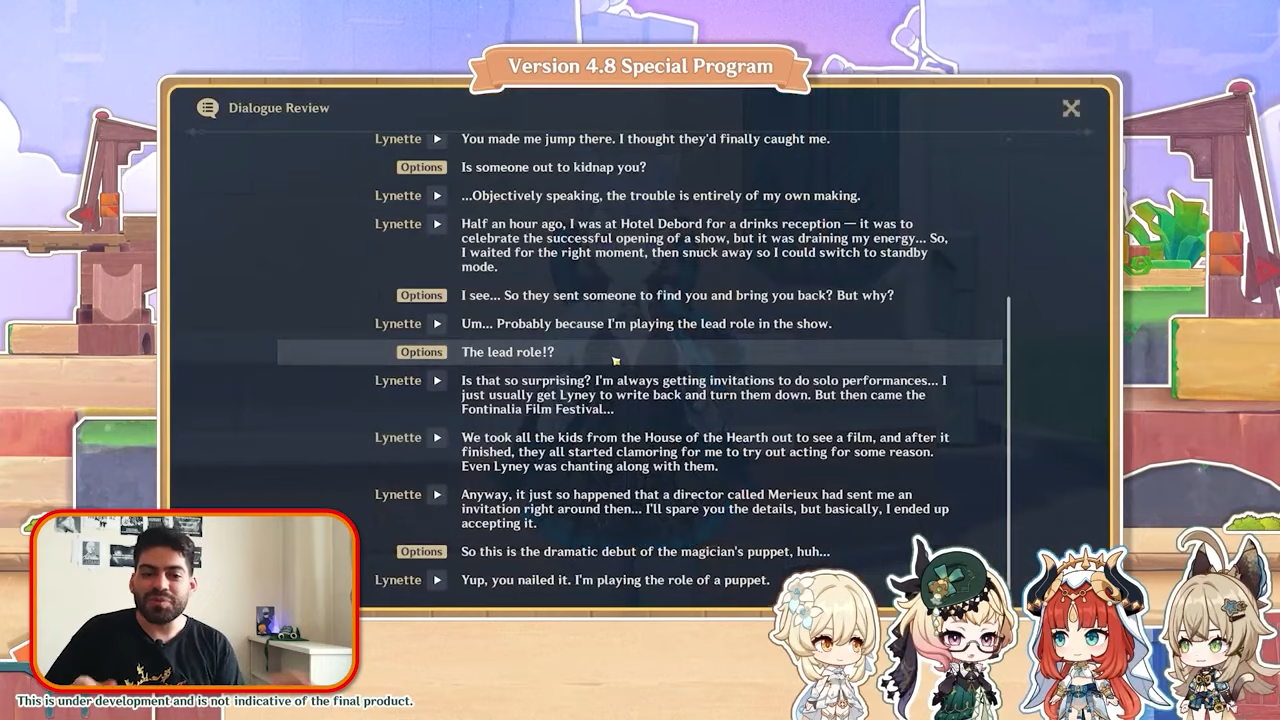 Version 4.8 Special Program
Dialogue Review
Lynette You made me jump there. I thought they'd finally caught me.
Options Is someone out to kidnap you?
Lynette ...Objectively speaking, the trouble is entirely of my own making.
Lynette Half an hour ago, I was at Hotel Debord for a drinks reception — it was to
celebrate the successful opening of a show, but it was draining my energy... So,
I waited for the right moment, then snuck away so I could switch to standby
mode.
Options I see... So they sent someone to find you and bring you back? But why?
Lynette Um... Probably because I'm playing the lead role in the show.
Options The lead role!?
Lynette Is that so surprising? I'm always getting invitations to do solo performances... I
just usually get Lyney to write back and turn them down. But then came the
Fontinalia Film Festival...
Lynette We took all the kids from the House of the Hearth out to see a film, and after it
finished, they all started clamoring for me to try out acting for some reason.
Even Lyney was chanting along with them.
Lynette Anyway, it just so happened that a director called Merieux had sent me an
invitation right around then... I'll spare you the details, but basically, I ended up
accepting it.
Options So this is the dramatic debut of the magician's puppet, huh...
Lynette Yup, you nailed it. I'm playing the role of a puppet.
This is under development and is not indicative of the final product.